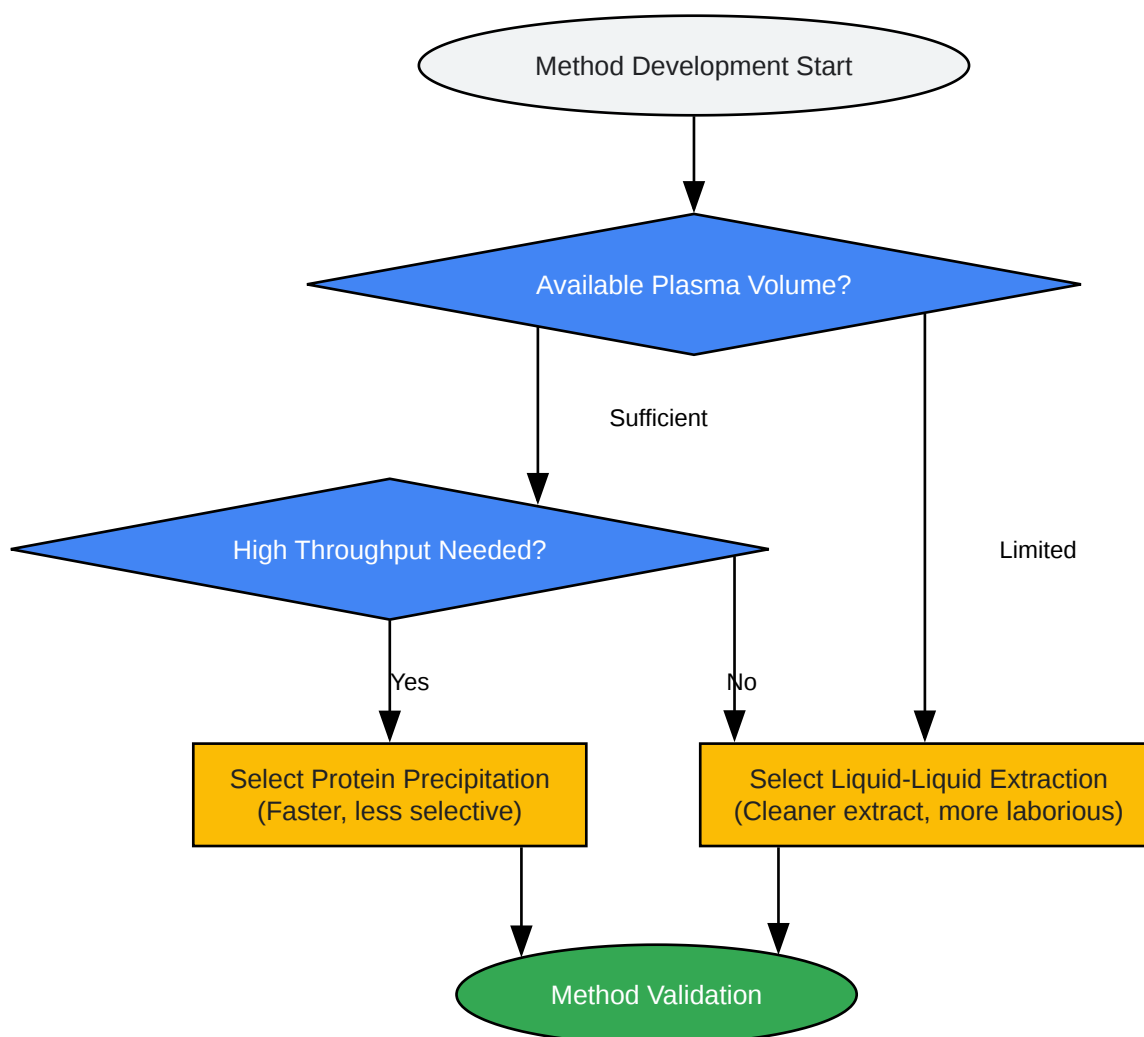 Method Development Start
Available Plasma Volume?
Sufficient
High Throughput Needed?
Limited
Yes
No
Select Protein Precipitation
(Faster, less selective)
Select Liquid-Liquid Extraction
(Cleaner extract, more laborious)
Method Validation